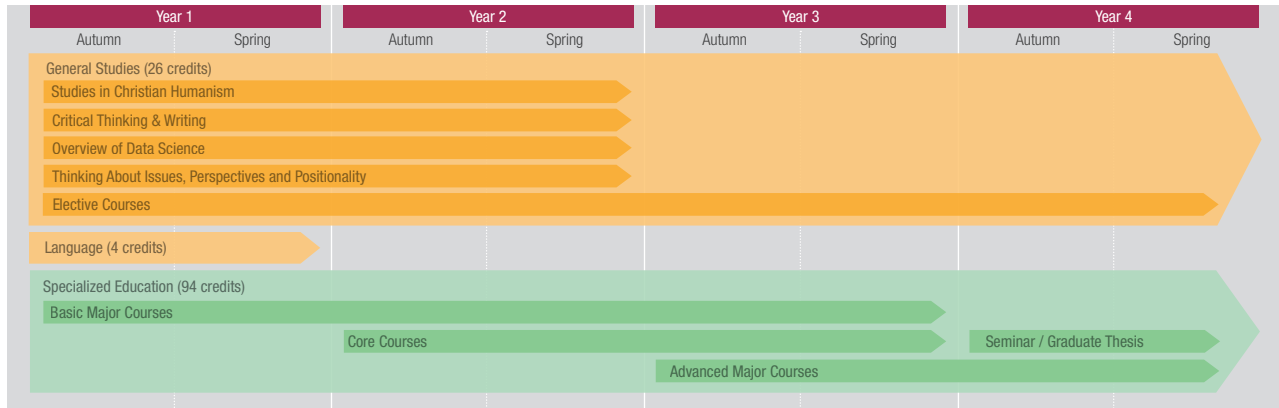 Year 1 Year 2 Year 3 Year 4
Autumn Spring Autumn Spring Autumn Spring Autumn Spring
General Studies (26 credits)
Studies in Christian Humanism
Critical Thinking & Writing
Overview of Data Science
Thinking About Issues, Perspectives and Positionality
Elective Courses
Language (4 credits)
Specialized Education (94 credits)
Basic Major Courses
Core Courses Seminar / Graduate Thesis
Advanced Major Courses